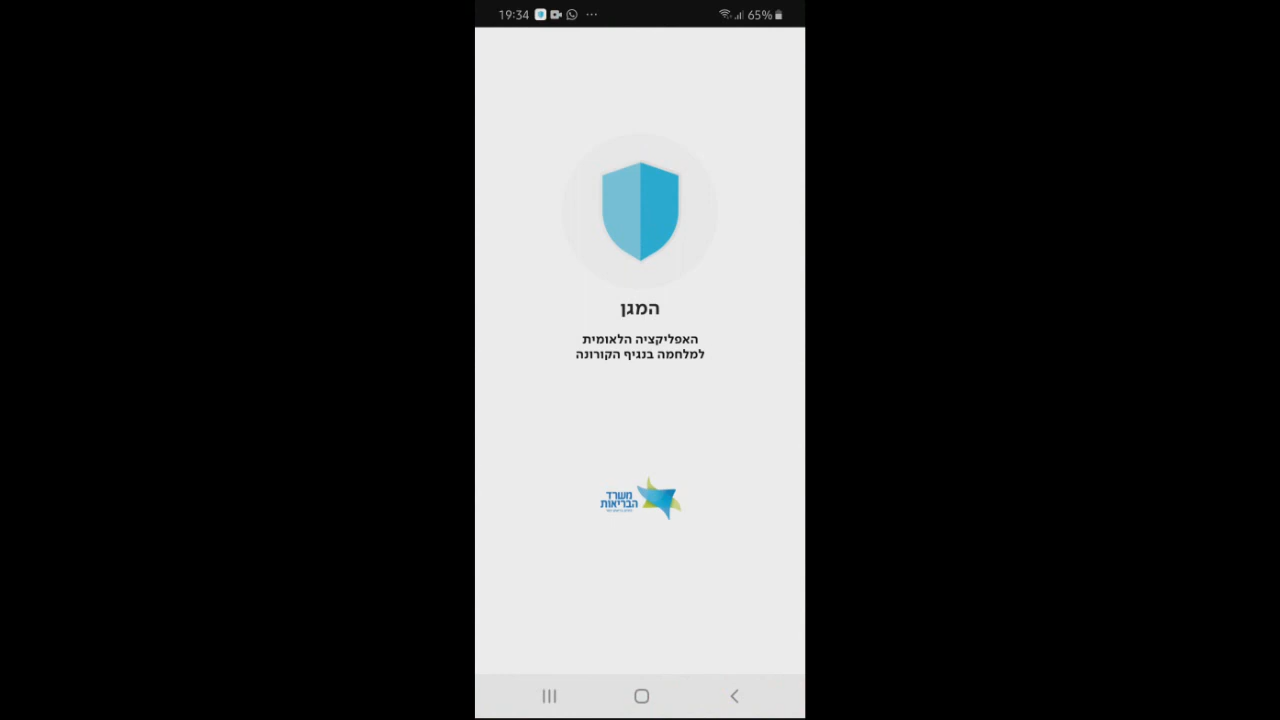 19:34
65%
המגן
האפליקציה הלאומית
למלחמה בנגיף הקורונה
משרד
הבריאות